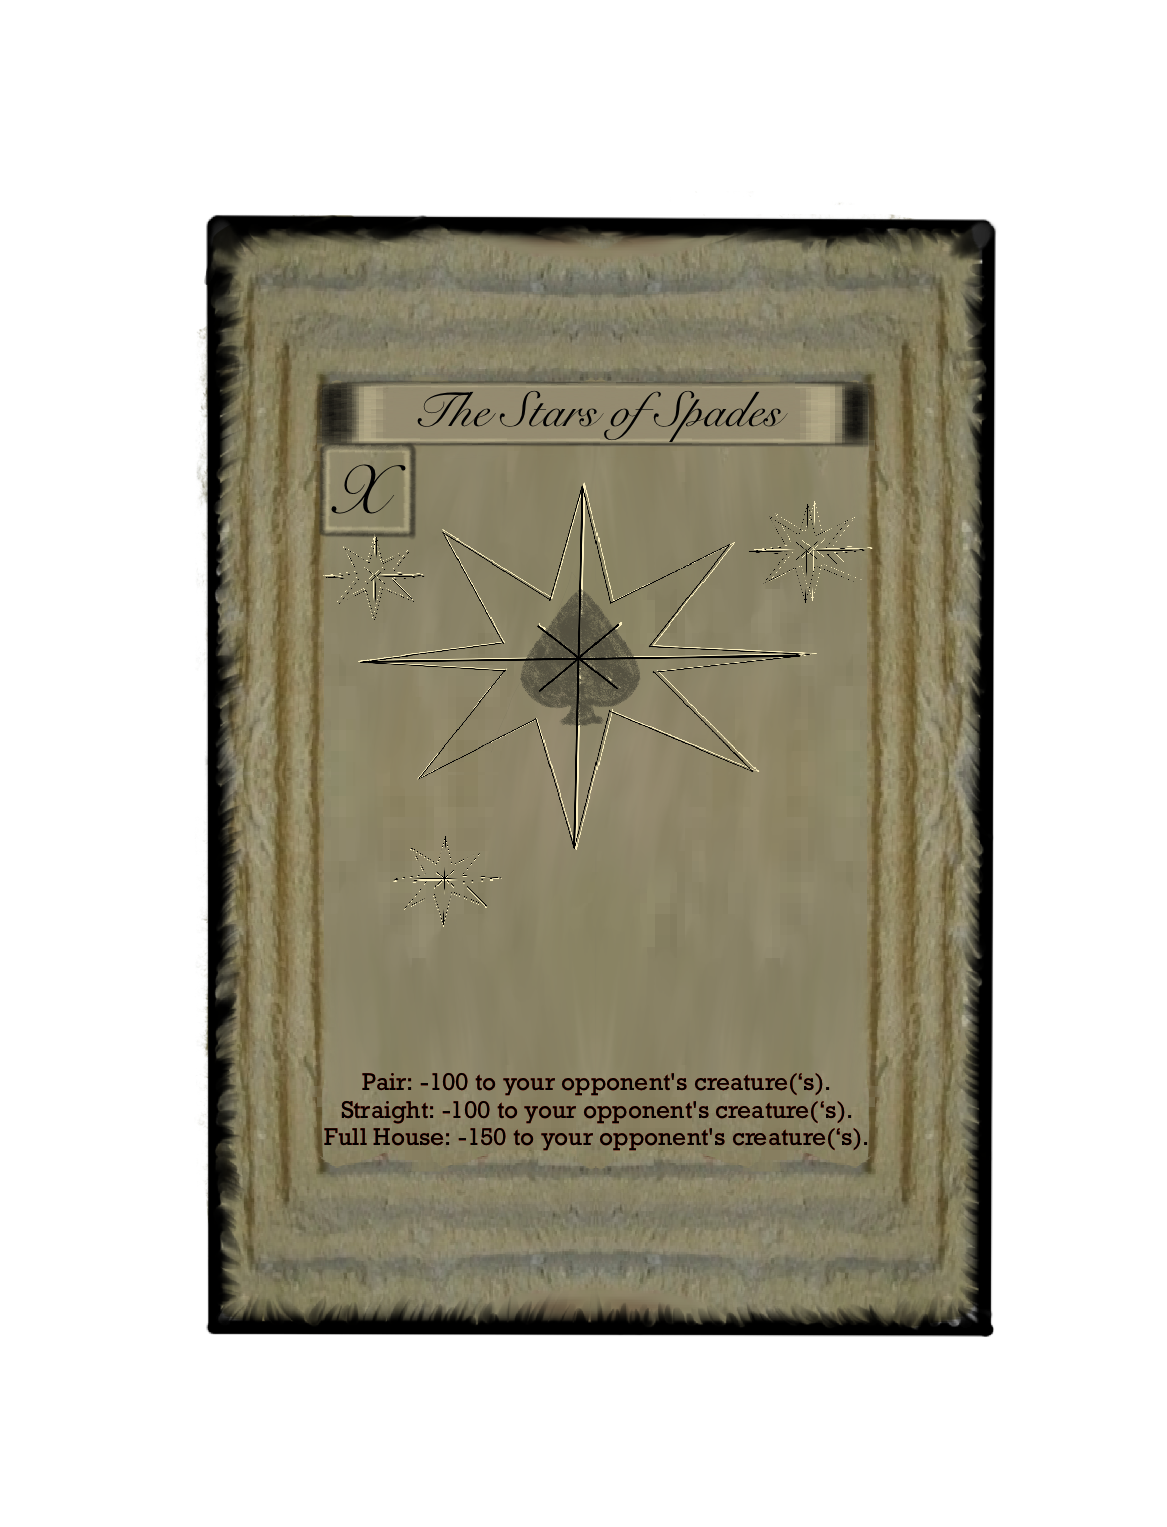 The Stars of Spades
X
Pair: -100 to your opponent's creature(‘s).
Straight: -100 to your opponent's creature(‘s).
Full House: -150 to your opponent's creature(‘s).